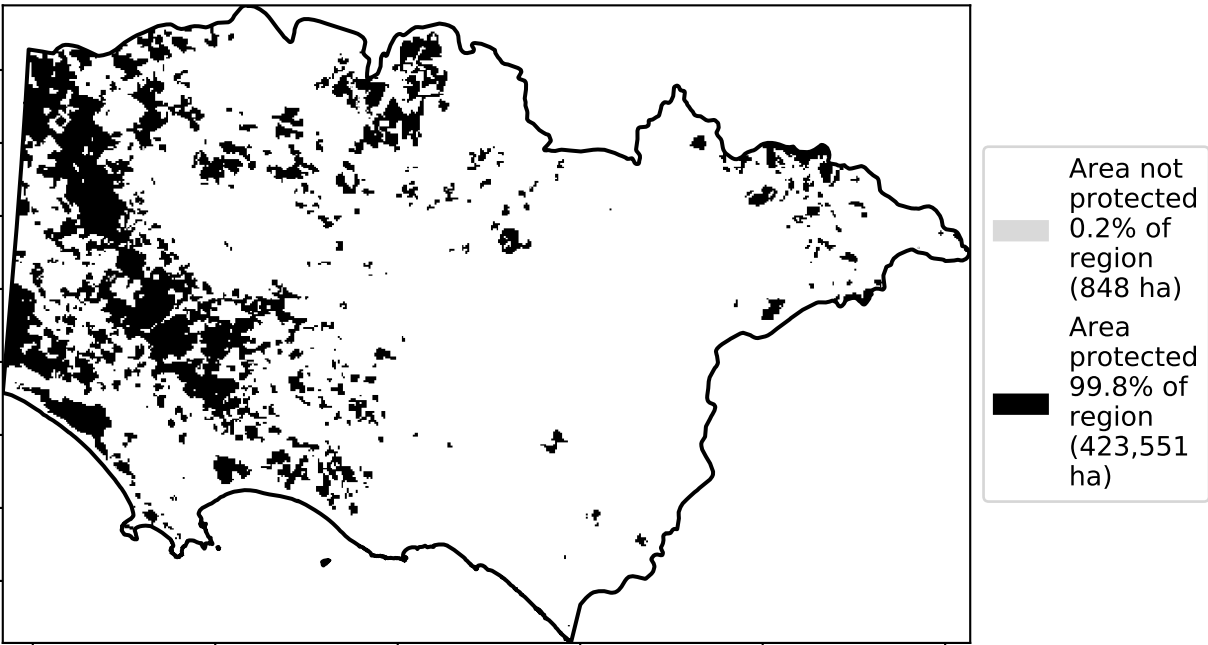 Area not
protected
0.2% of
region
(848 ha)
Area
protected
99.8% of
region
(423,551
ha)